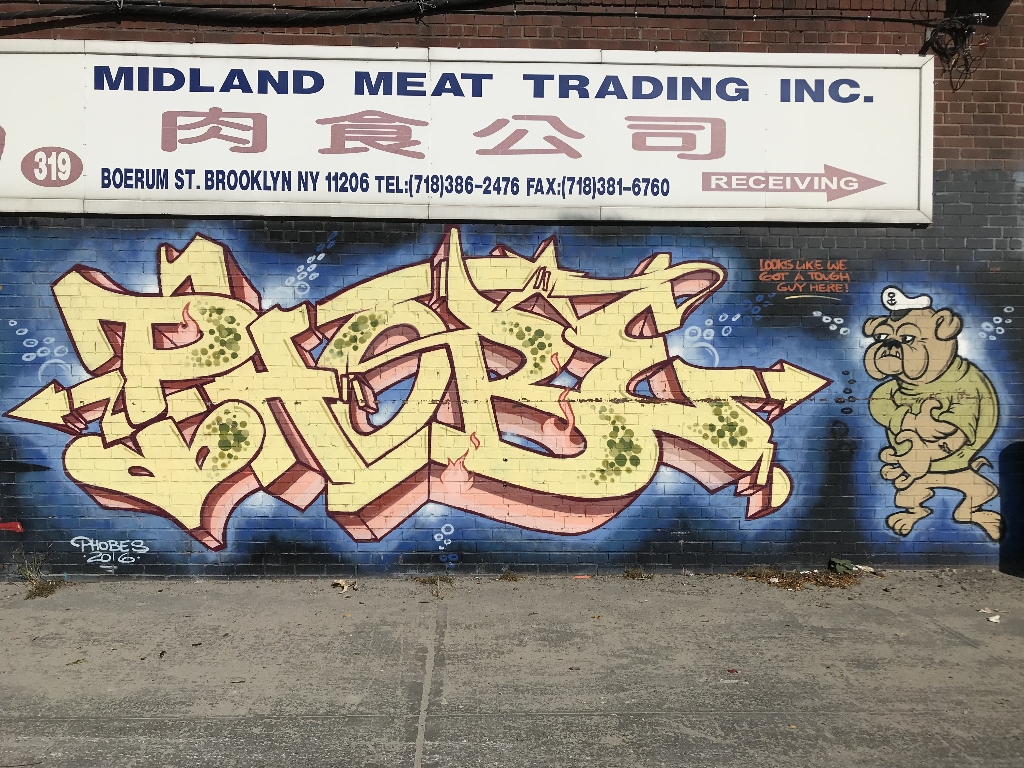 MIDLAND MEAT TRADING INC.
肉食公司
319
BOERUM ST. BROOKLYN NY 11206 TEL:(718)386-2476 FAX:(718)381-6760
RECEIVING
LOOKS LIKE WE
GOT A TOUGH
GUY HERE!
PHOBES
2016